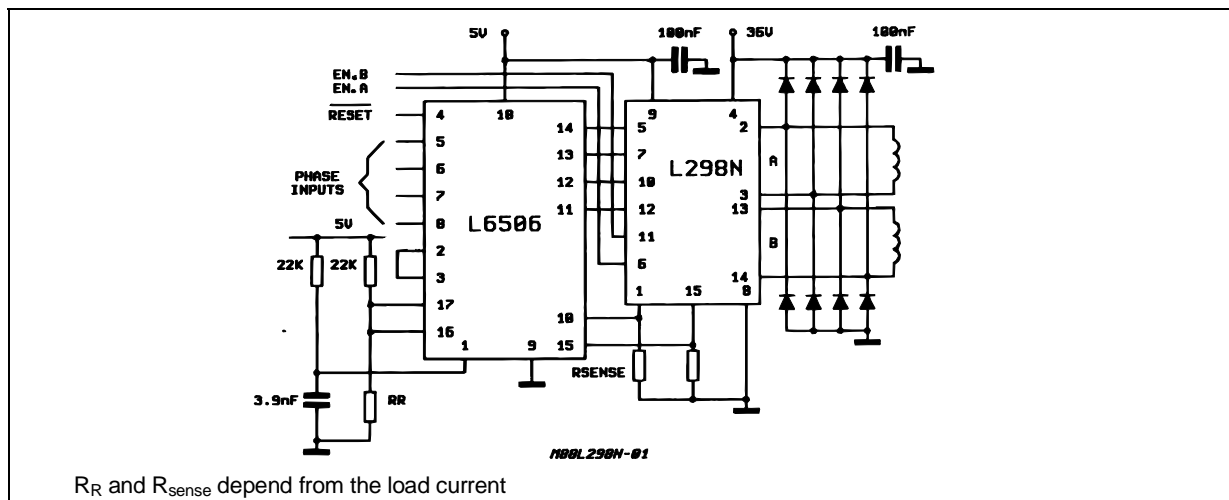 5V 100nF 36V 100nF
EN.B
EN.A
RESET
4 18 9 4
5 14 5 2
6 13 7 A
PHASE
INPUTS
7 12 10 L298N 3
8 11 12 13
L6506
5V
22K 22K
2 11 B
3 6 14
17 1 15 8
16 10
1 9 15
RSENSE
3.9nF RR
M88L298N-01
R_R and R_sense depend from the load current